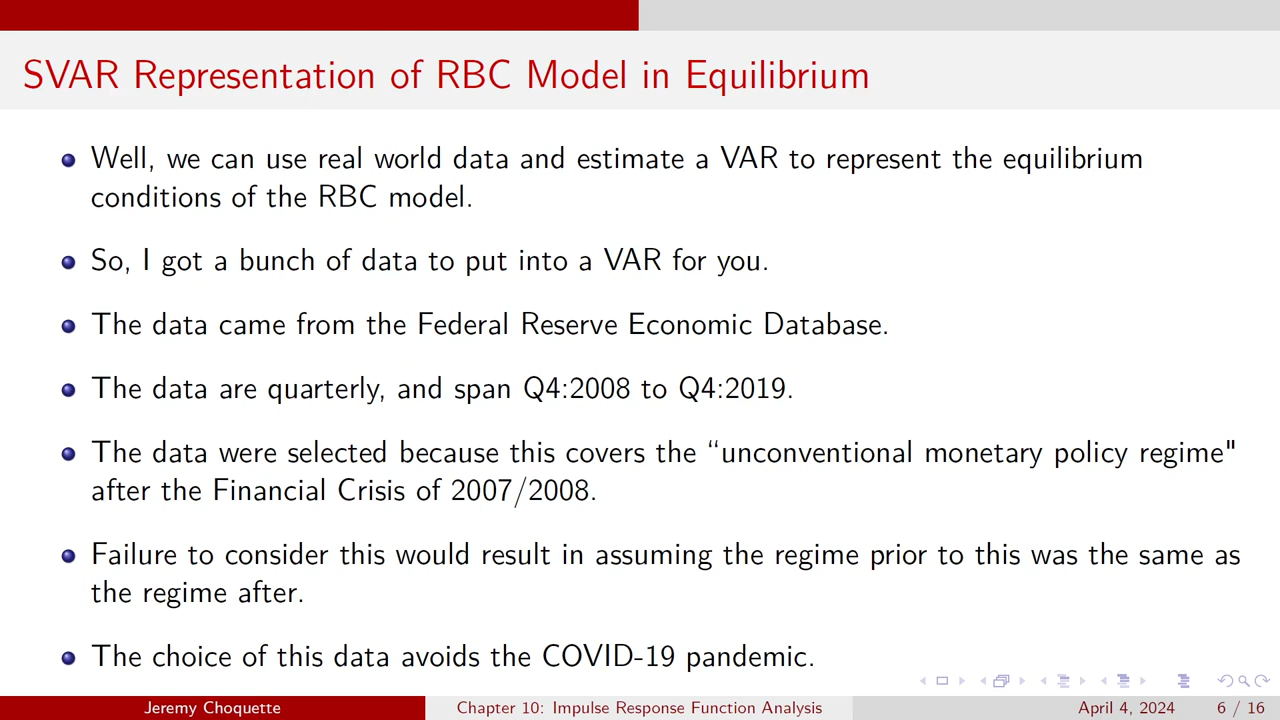 SVAR Representation of RBC Model in Equilibrium
Well, we can use real world data and estimate a VAR to represent the equilibrium
conditions of the RBC model.
So, I got a bunch of data to put into a VAR for you.
The data came from the Federal Reserve Economic Database.
The data are quarterly, and span Q4:2008 to Q4:2019.
The data were selected because this covers the “unconventional monetary policy regime"
after the Financial Crisis of 2007/2008.
Failure to consider this would result in assuming the regime prior to this was the same as
the regime after.
The choice of this data avoids the COVID-19 pandemic.
Jeremy Choquette Chapter 10: Impulse Response Function Analysis April 4, 2024 6 / 16